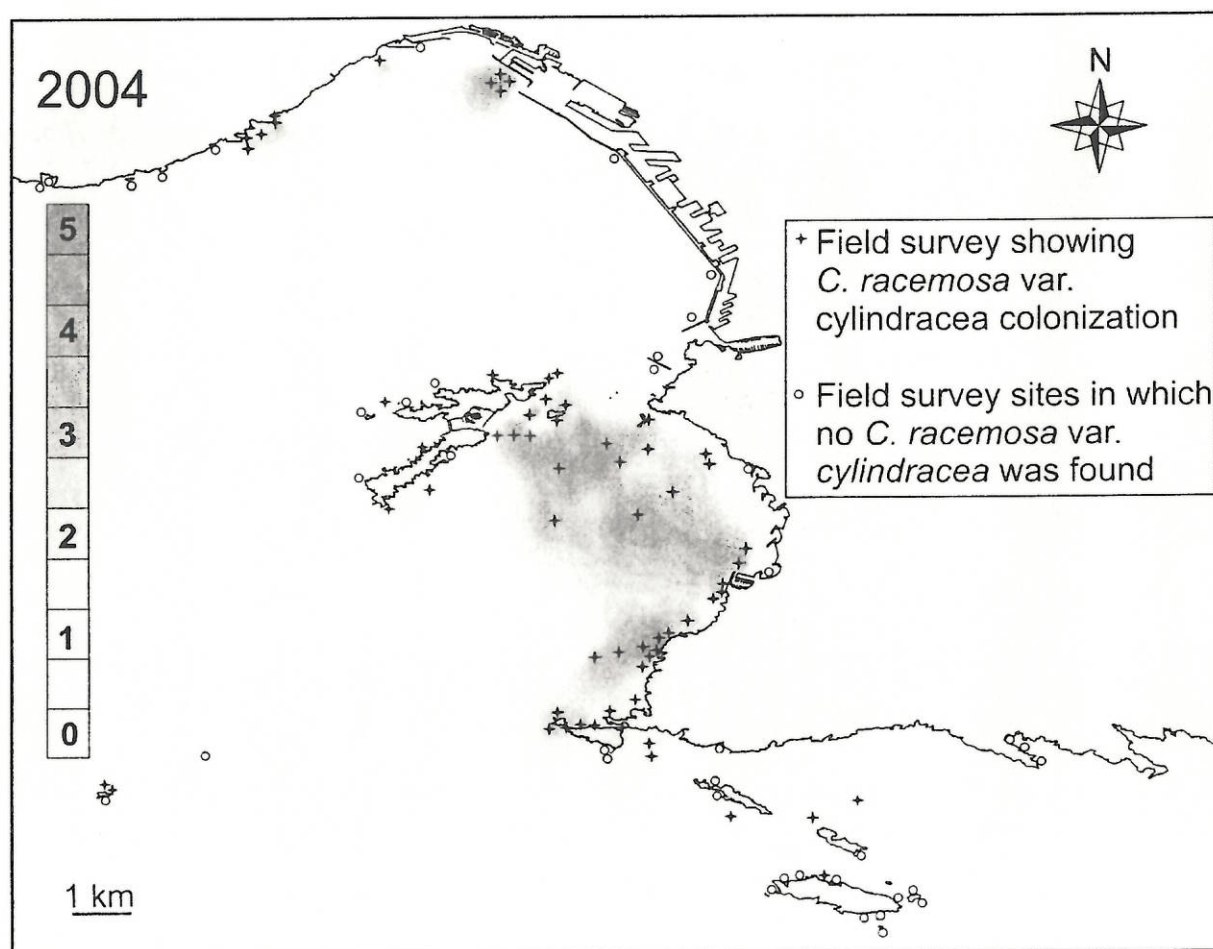 2004
N
5
4
3
2
1
0
+ Field survey showing
C. racemosa var.
cylindracea colonization
○ Field survey sites in which
no C. racemosa var.
cylindracea was found
1 km